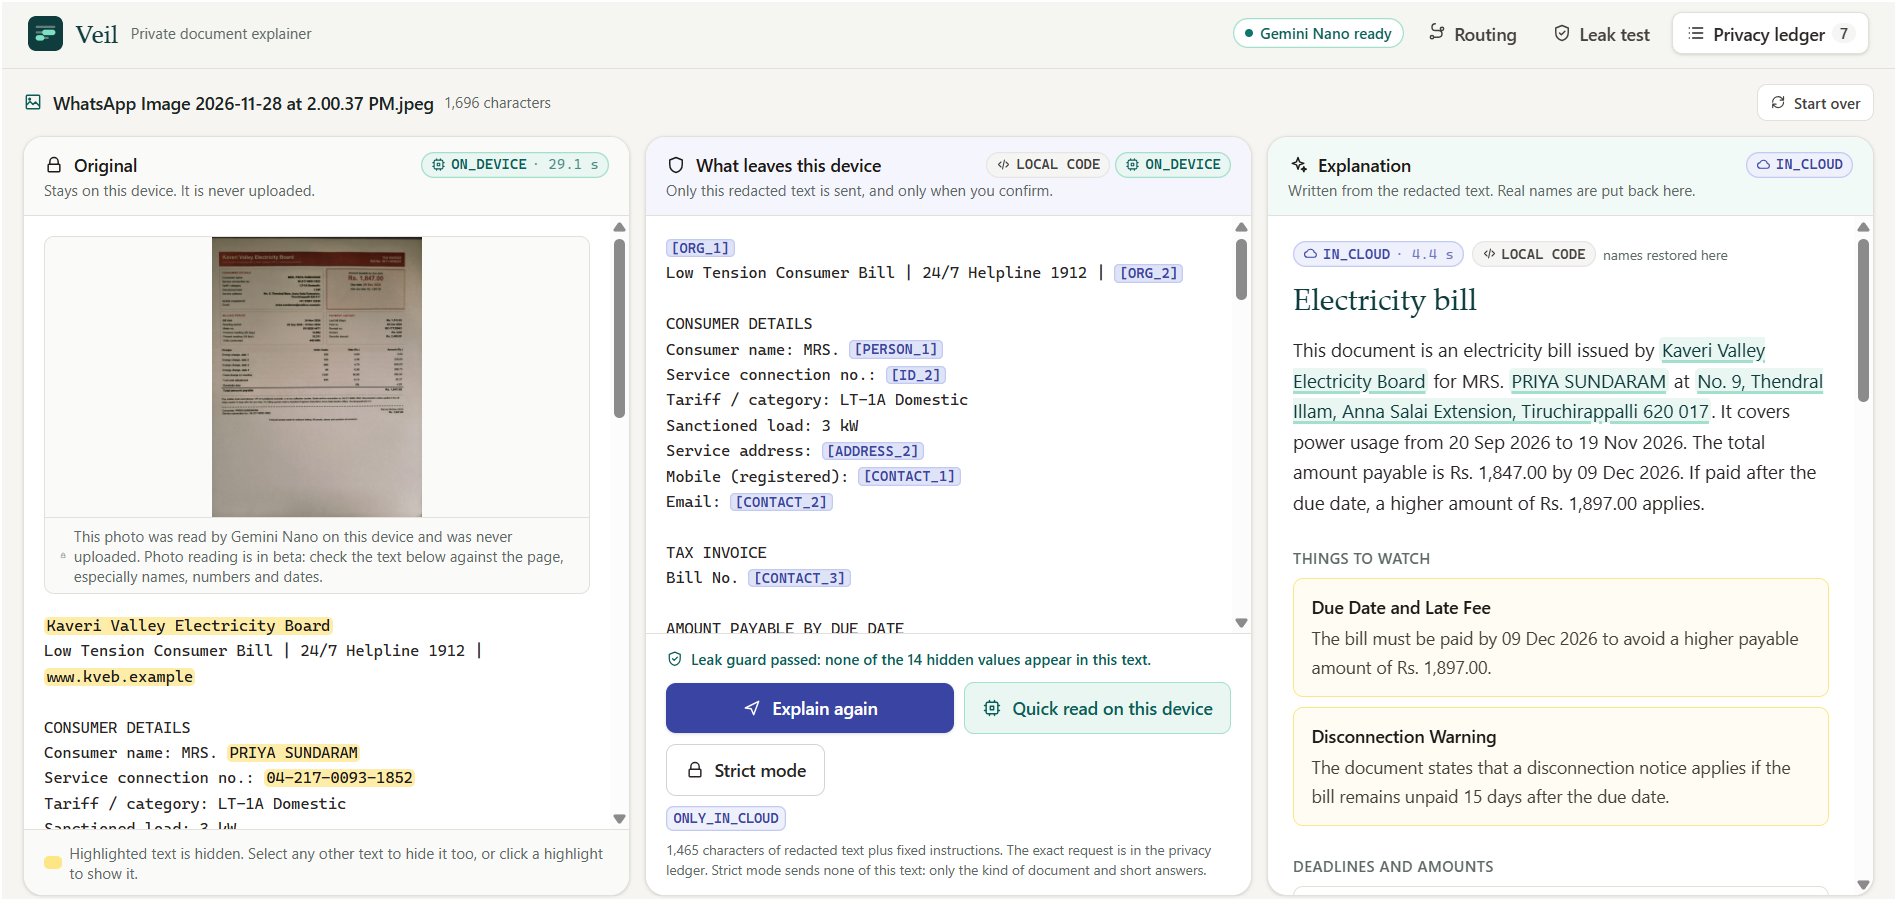 Veil Private document explainer
Gemini Nano ready
Routing
Leak test
Privacy ledger 7
WhatsApp Image 2026-11-28 at 2.00.37 PM.jpeg 1,696 characters
Start over
Original
ON_DEVICE · 29.1 s
Stays on this device. It is never uploaded.
Kaveri Valley Electricity Board
Rs. 1,847.00
This photo was read by Gemini Nano on this device and was never
uploaded. Photo reading is in beta: check the text below against the page,
especially names, numbers and dates.
Kaveri Valley Electricity Board
Low Tension Consumer Bill | 24/7 Helpline 1912 |
www.kveb.example
CONSUMER DETAILS
Consumer name: MRS. PRIYA SUNDARAM
Service connection no.: 04-217-0093-1852
Tariff / category: LT-1A Domestic
Sanctioned load: 3 kW
Highlighted text is hidden. Select any other text to hide it too, or click a highlight
to show it.
What leaves this device
LOCAL CODE
ON_DEVICE
Only this redacted text is sent, and only when you confirm.
[ORG_1]
Low Tension Consumer Bill | 24/7 Helpline 1912 | [ORG_2]
CONSUMER DETAILS
Consumer name: MRS. [PERSON_1]
Service connection no.: [ID_2]
Tariff / category: LT-1A Domestic
Sanctioned load: 3 kW
Service address: [ADDRESS_2]
Mobile (registered): [CONTACT_1]
Email: [CONTACT_2]
TAX INVOICE
Bill No. [CONTACT_3]
AMOUNT PAYABLE BY DUE DATE
Leak guard passed: none of the 14 hidden values appear in this text.
Explain again
Quick read on this device
Strict mode
ONLY_IN_CLOUD
1,465 characters of redacted text plus fixed instructions. The exact request is in the privacy
ledger. Strict mode sends none of this text: only the kind of document and short answers.
Explanation
IN_CLOUD
Written from the redacted text. Real names are put back here.
IN_CLOUD · 4.4 s
LOCAL CODE
names restored here
Electricity bill
This document is an electricity bill issued by Kaveri Valley
Electricity Board for MRS. PRIYA SUNDARAM at No. 9, Thendral
Illam, Anna Salai Extension, Tiruchirappalli 620 017. It covers
power usage from 20 Sep 2026 to 19 Nov 2026. The total
amount payable is Rs. 1,847.00 by 09 Dec 2026. If paid after the
due date, a higher amount of Rs. 1,897.00 applies.
THINGS TO WATCH
Due Date and Late Fee
The bill must be paid by 09 Dec 2026 to avoid a higher payable
amount of Rs. 1,897.00.
Disconnection Warning
The document states that a disconnection notice applies if the
bill remains unpaid 15 days after the due date.
DEADLINES AND AMOUNTS